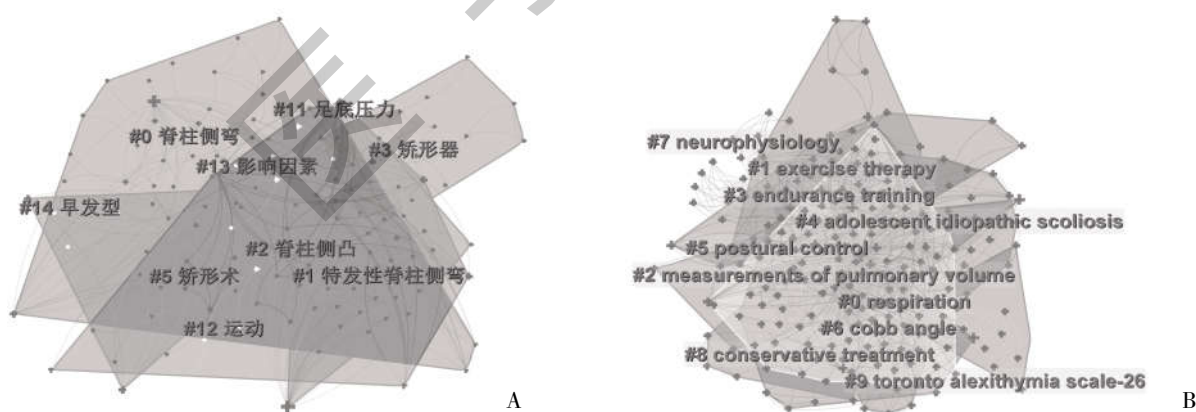 #11 足底压力
#0 脊柱侧弯
#3 矫形器
#13 影响因素
#14 早发型
#2 脊柱侧凸
#5 矫形术
#1 特发性脊柱侧弯
#12 运动
A
#7 neurophysiology
#1 exercise therapy
#3 endurance training
#4 adolescent idiopathic scoliosis
#5 postural control
#2 measurements of pulmonary volume
#0 respiration
#6 cobb angle
#8 conservative treatment
#9 toronto alexithymia scale-26
B